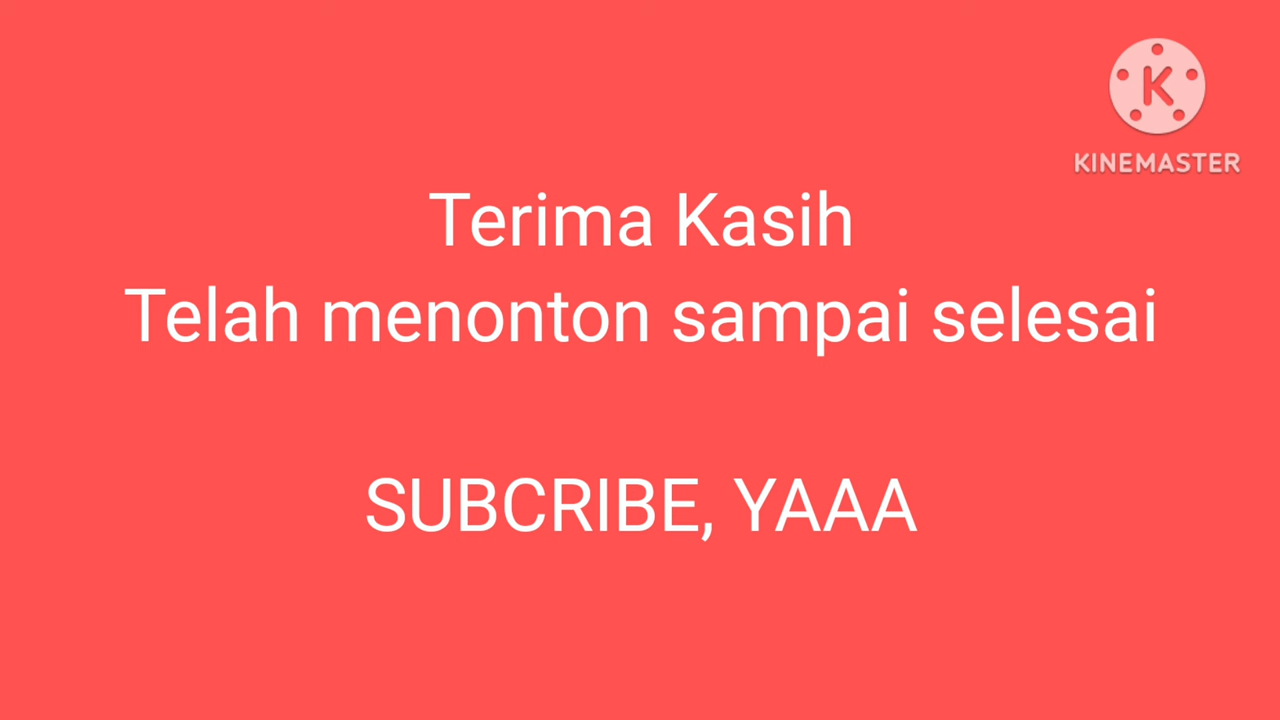 K
KINEMASTER
Terima Kasih
Telah menonton sampai selesai
SUBCRIBE, YAAA